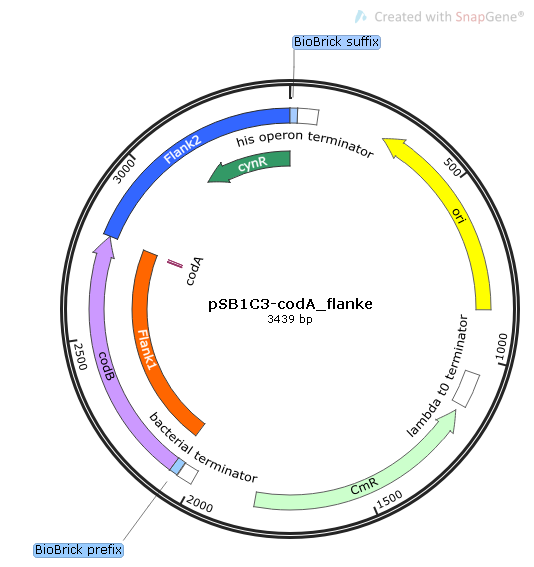 Created with SnapGene®
BioBrick suffix
his operon terminator
Flank2
cynR
3000
500
ori
codA
pSB1C3-codA_flanke
3439 bp
2500
codB
Flank1
1000
lambda t0 terminator
bacterial terminator
CmR
1500
2000
BioBrick prefix